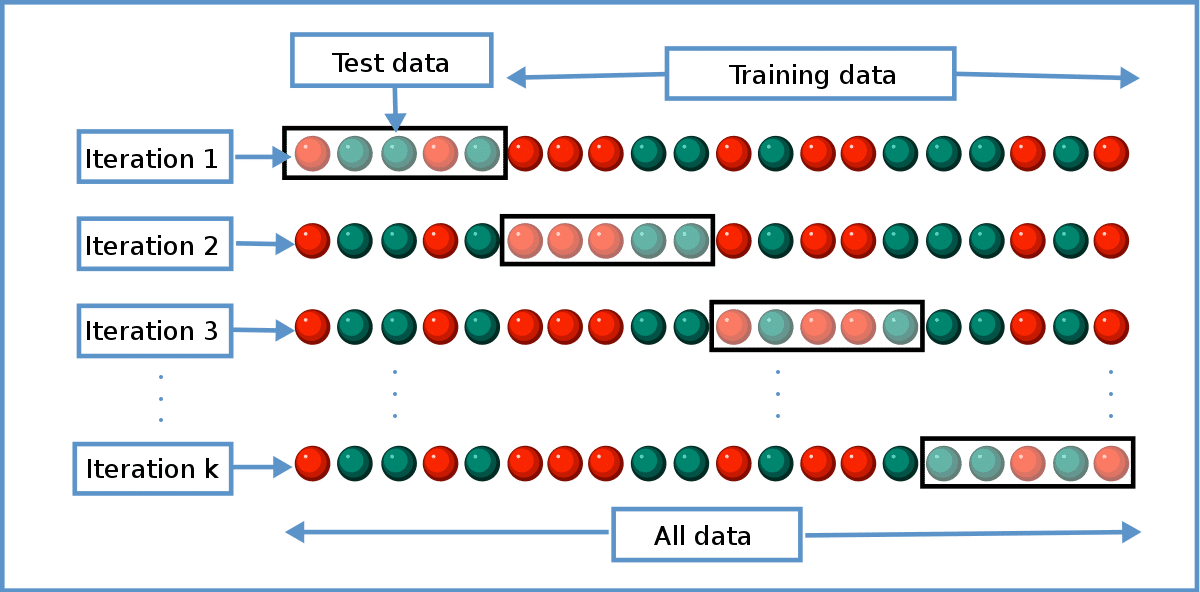 Test data
Training data
Iteration 1
Iteration 2
Iteration 3
Iteration k
All data